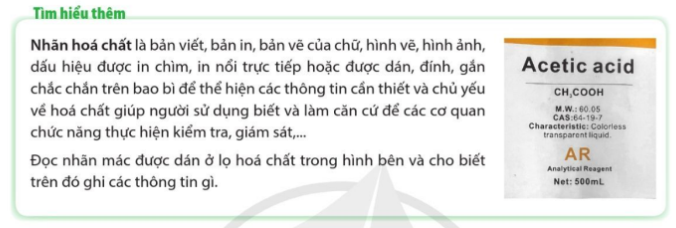 Tìm hiểu thêm
Nhãn hoá chất là bản viết, bản in, bản vẽ của chữ, hình vẽ, hình ảnh,
dấu hiệu được in chìm, in nổi trực tiếp hoặc được dán, đính, gắn
chắc chắn trên bao bì để thể hiện các thông tin cần thiết và chủ yếu
về hoá chất giúp người sử dụng biết và làm căn cứ để các cơ quan
chức năng thực hiện kiểm tra, giám sát,...
Đọc nhãn mác được dán ở lọ hoá chất trong hình bên và cho biết
trên đó ghi các thông tin gì.
Acetic acid
CH₃COOH
M.W.: 60.05
CAS:64-19-7
Characteristic: Colorless
transparent liquid.
AR
Analytical Reagent
Net: 500mL